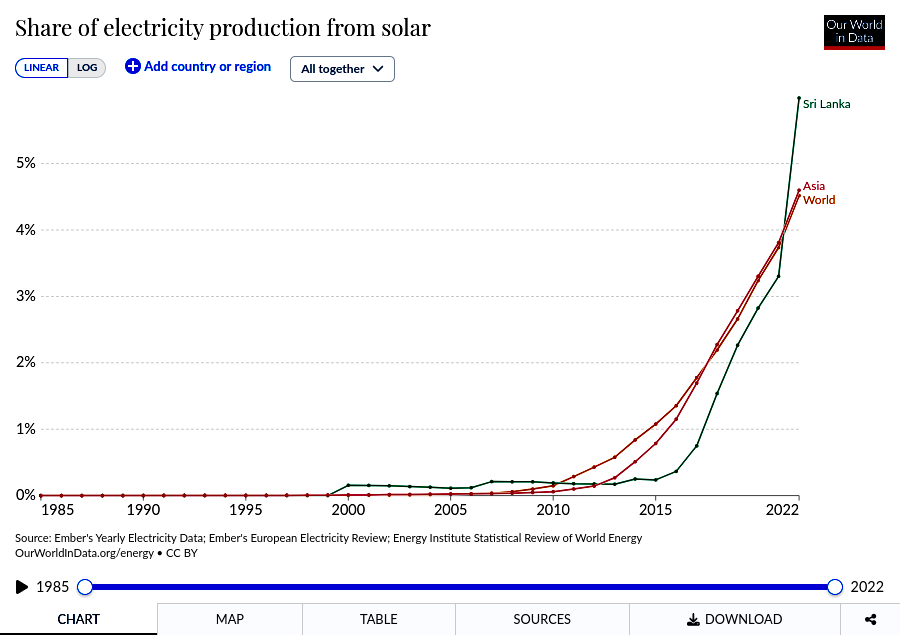 Share of electricity production from solar
Our World
in Data
LINEAR LOG Add country or region All together
Sri Lanka
5%
Asia
World
4%
3%
2%
1%
0%
1985 1990 1995 2000 2005 2010 2015 2022
Source: Ember's Yearly Electricity Data; Ember's European Electricity Review; Energy Institute Statistical Review of World Energy
OurWorldInData.org/energy • CC BY
1985 2022
CHART MAP TABLE SOURCES DOWNLOAD